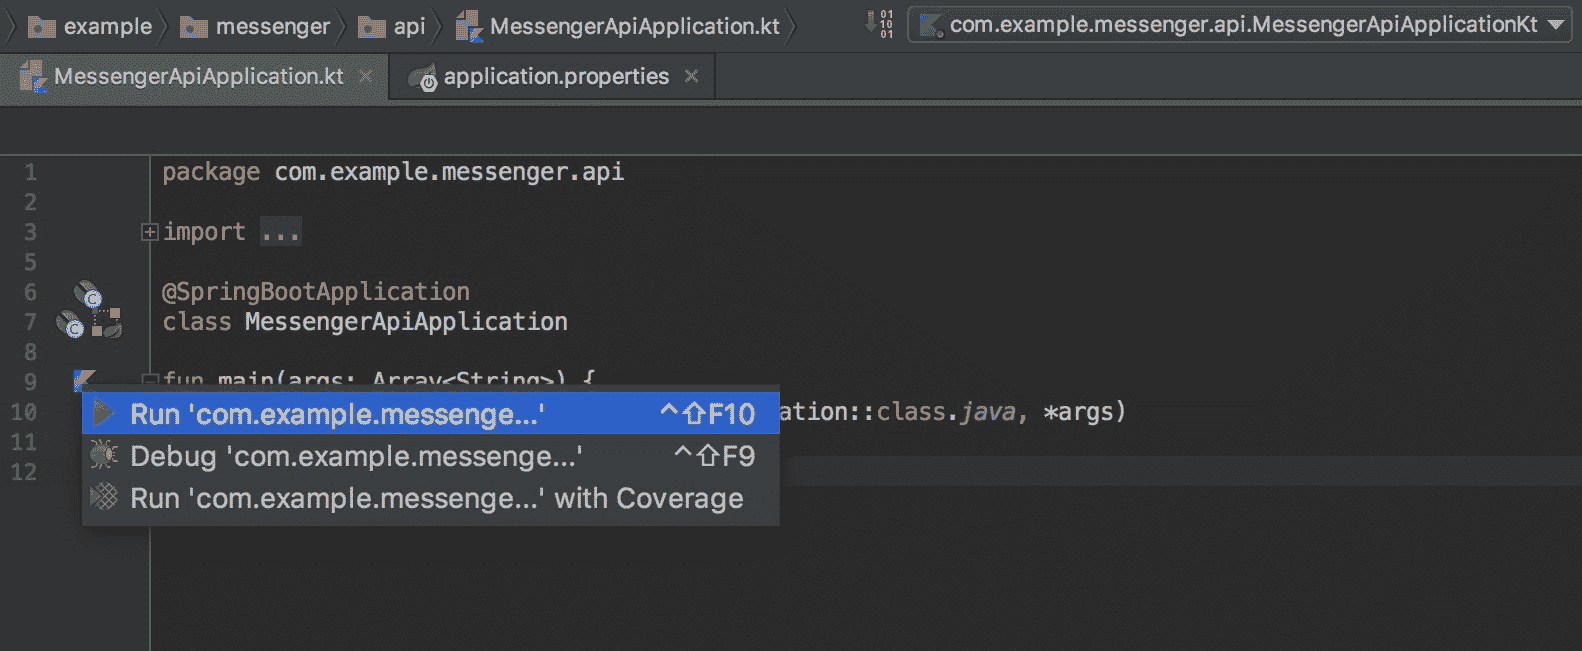 example messenger api MessengerApiApplication.kt com.example.messenger.api.MessengerApiApplicationKt
MessengerApiApplication.kt application.properties
1 package com.example.messenger.api
2
3 import ...
5
6 @SpringBootApplication
7 class MessengerApiApplication
8
9 fun main(args: Array<String>) {
10 ation::class.java, *args)
11
12
Run 'com.example.messenge...' ^⇧F10
Debug 'com.example.messenge...' ^⇧F9
Run 'com.example.messenge...' with Coverage